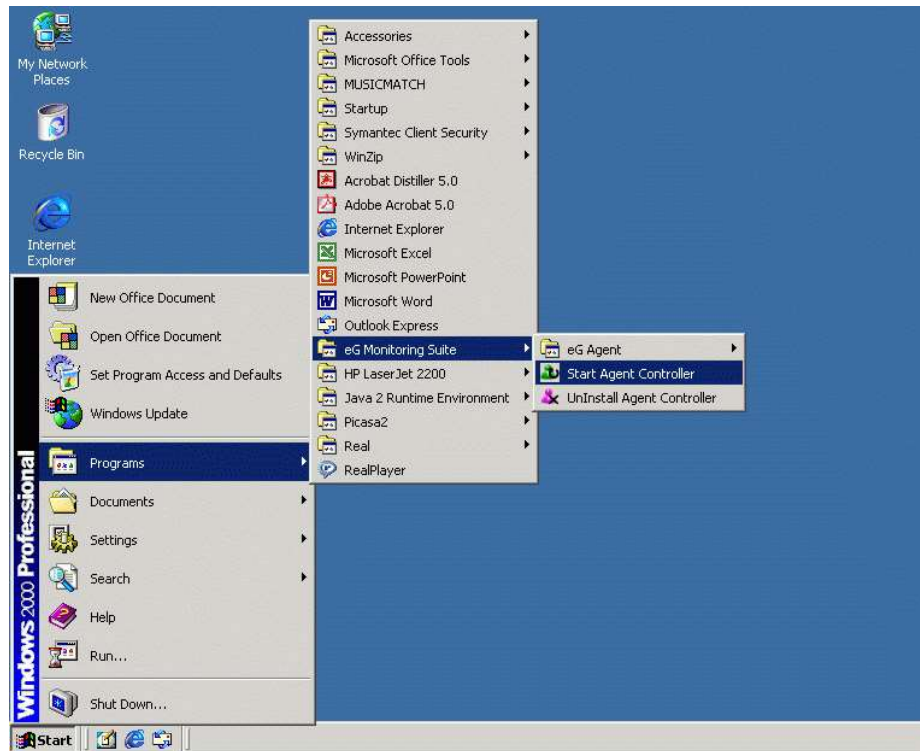 My Network
Places
Recycle Bin
Internet
Explorer
New Office Document
Open Office Document
Set Program Access and Defaults
Windows Update
Programs
Documents
Settings
Search
Help
Run...
Shut Down...
Windows 2000 Professional
Start
Accessories
Microsoft Office Tools
MUSICMATCH
Startup
Symantec Client Security
WinZip
Acrobat Distiller 5.0
Adobe Acrobat 5.0
Internet Explorer
Microsoft Excel
Microsoft PowerPoint
Microsoft Word
Outlook Express
eG Monitoring Suite
HP LaserJet 2200
Java 2 Runtime Environment
Picasa2
Real
RealPlayer
eG Agent
Start Agent Controller
UnInstall Agent Controller